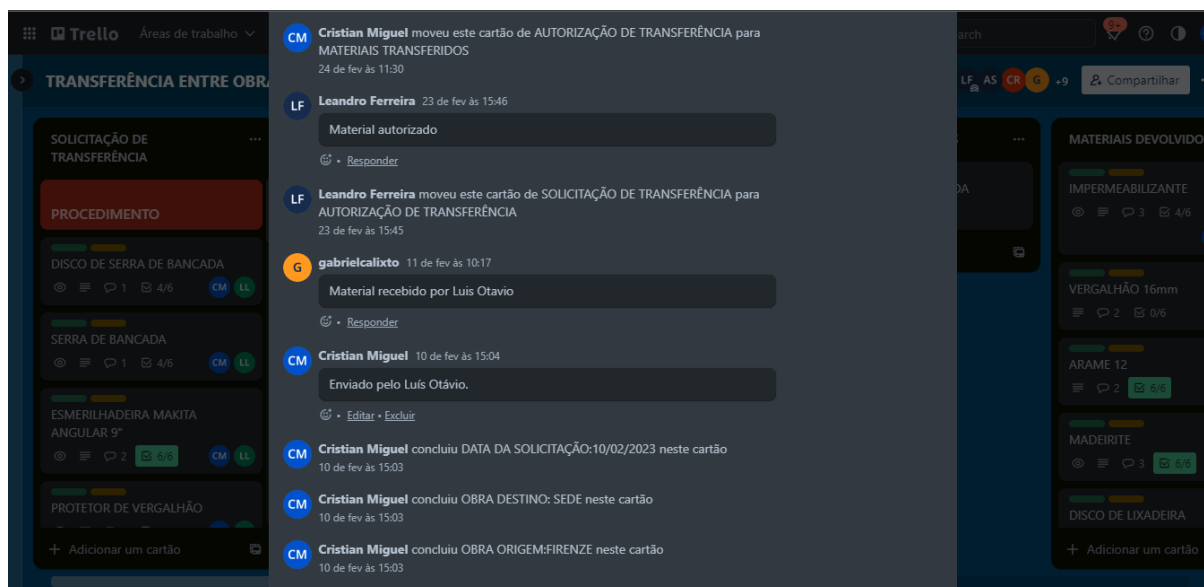 Trello
Áreas de trabalho
arch
9+
TRANSFERÊNCIA ENTRE OBRA
LF AS CR G +9
Compartilhar
SOLICITAÇÃO DE
TRANSFERÊNCIA
PROCEDIMENTO
DISCO DE SERRA DE BANCADA
1 4/6 CM LL
SERRA DE BANCADA
1 4/6 CM LL
ESMERILHADEIRA MAKITA
ANGULAR 9"
2 6/6 CM LL
PROTETOR DE VERGALHÃO
+ Adicionar um cartão
CM Cristian Miguel moveu este cartão de AUTORIZAÇÃO DE TRANSFERÊNCIA para
MATERIAIS TRANSFERIDOS
24 de fev às 11:30
LF Leandro Ferreira 23 de fev às 15:46
Material autorizado
• Responder
LF Leandro Ferreira moveu este cartão de SOLICITAÇÃO DE TRANSFERÊNCIA para
AUTORIZAÇÃO DE TRANSFERÊNCIA
23 de fev às 15:45
G gabrielcalixto 11 de fev às 10:17
Material recebido por Luis Otavio
• Responder
CM Cristian Miguel 10 de fev às 15:04
Enviado pelo Luís Otávio.
• Editar • Excluir
CM Cristian Miguel concluiu DATA DA SOLICITAÇÃO:10/02/2023 neste cartão
10 de fev às 15:03
CM Cristian Miguel concluiu OBRA DESTINO: SEDE neste cartão
10 de fev às 15:03
CM Cristian Miguel concluiu OBRA ORIGEM:FIRENZE neste cartão
10 de fev às 15:03
S
DA
MATERIAIS DEVOLVIDO
IMPERMEABILIZANTE
3 4/6
VERGALHÃO 16mm
2 0/6
ARAME 12
2 6/6
MADEIRITE
3 6/6
DISCO DE LIXADEIRA
+ Adicionar um cartão